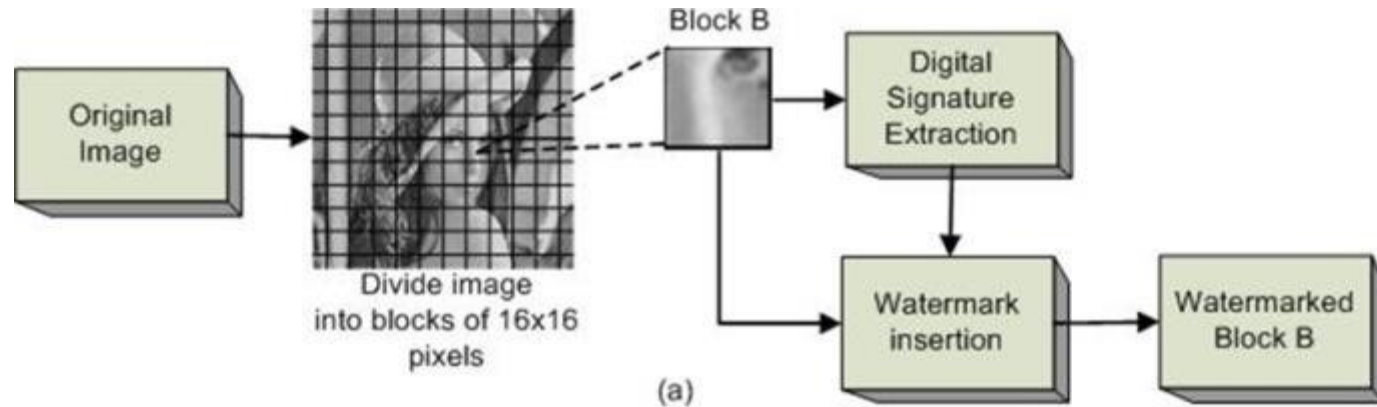 Block B
Original
Image
Digital
Signature
Extraction
Divide image
into blocks of 16x16
pixels
Watermark
insertion
Watermarked
Block B
(a)